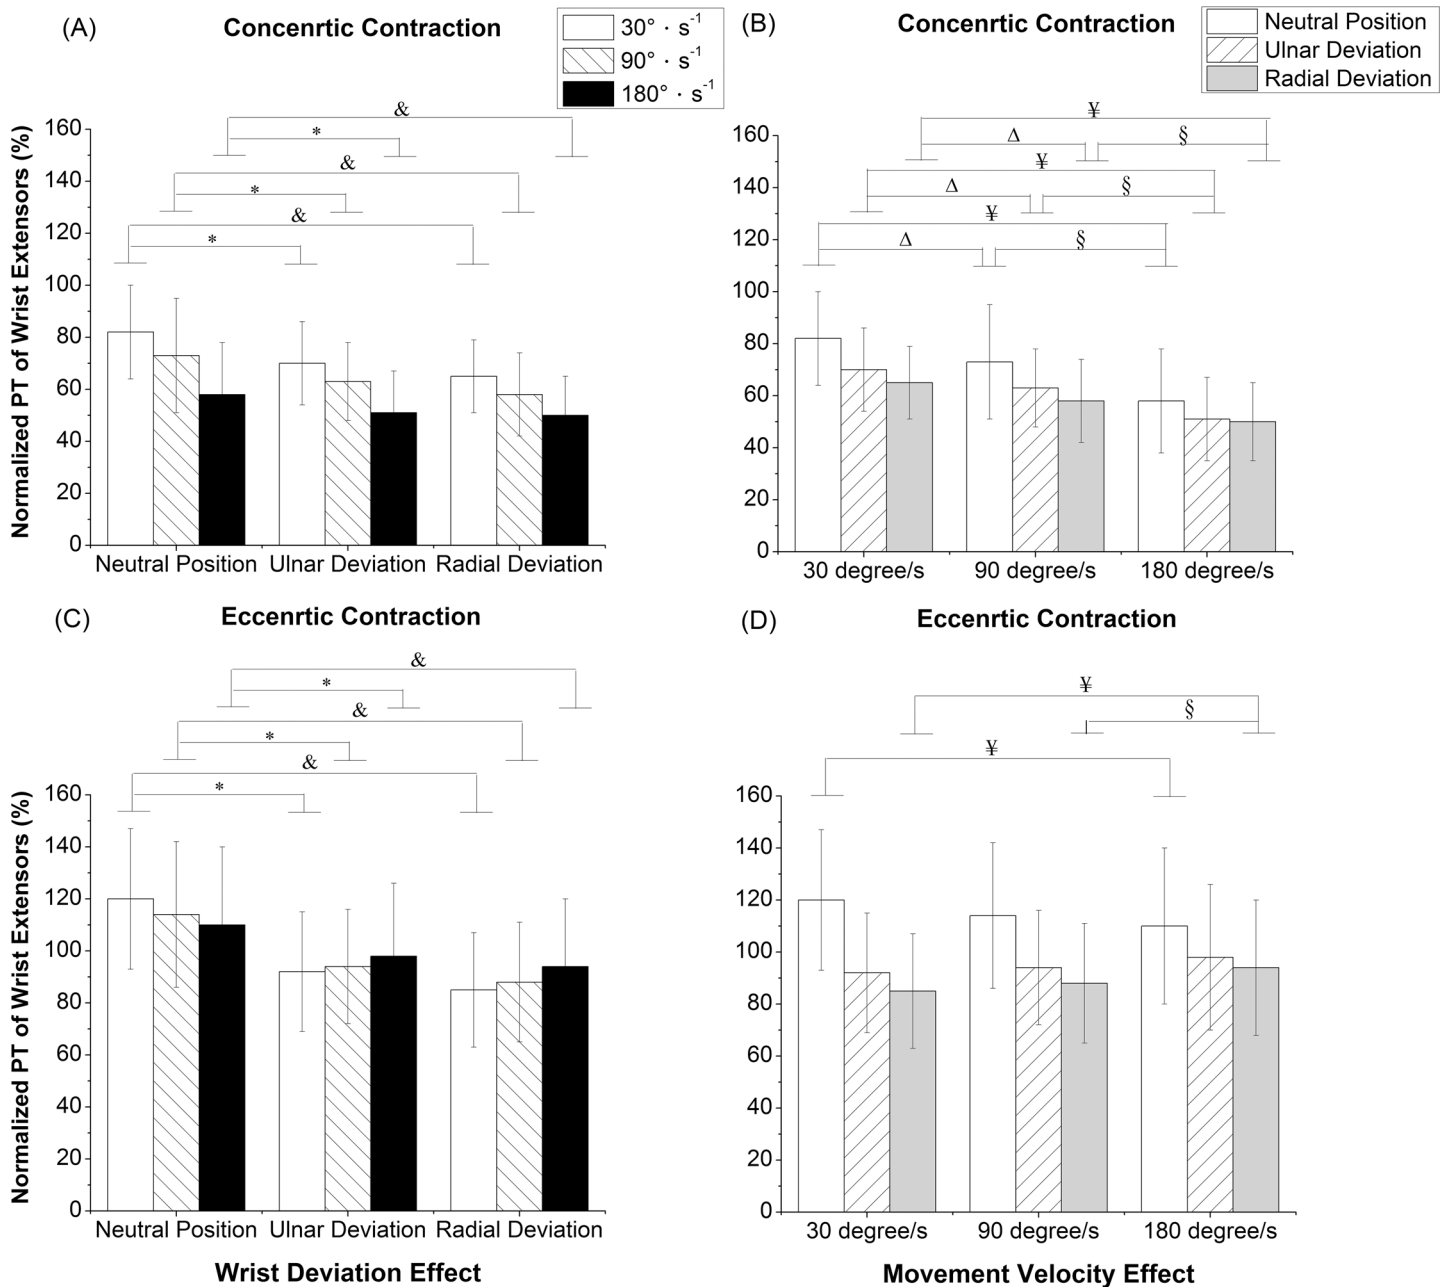 (A)
Concenrtic Contraction
30° · s⁻¹
90° · s⁻¹
180° · s⁻¹
Normalized PT of Wrist Extensors (%)
160
140
120
100
80
60
40
20
0
&
*
&
*
&
*
Neutral Position
Ulnar Deviation
Radial Deviation
(B)
Concenrtic Contraction
Neutral Position
Ulnar Deviation
Radial Deviation
160
140
120
100
80
60
40
20
0
¥
Δ
§
¥
Δ
§
¥
Δ
§
30 degree/s
90 degree/s
180 degree/s
(C)
Eccenrtic Contraction
Normalized PT of Wrist Extensors (%)
160
140
120
100
80
60
40
20
0
&
*
&
*
&
*
Neutral Position
Ulnar Deviation
Radial Deviation
Wrist Deviation Effect
(D)
Eccenrtic Contraction
160
140
120
100
80
60
40
20
0
¥
§
¥
30 degree/s
90 degree/s
180 degree/s
Movement Velocity Effect